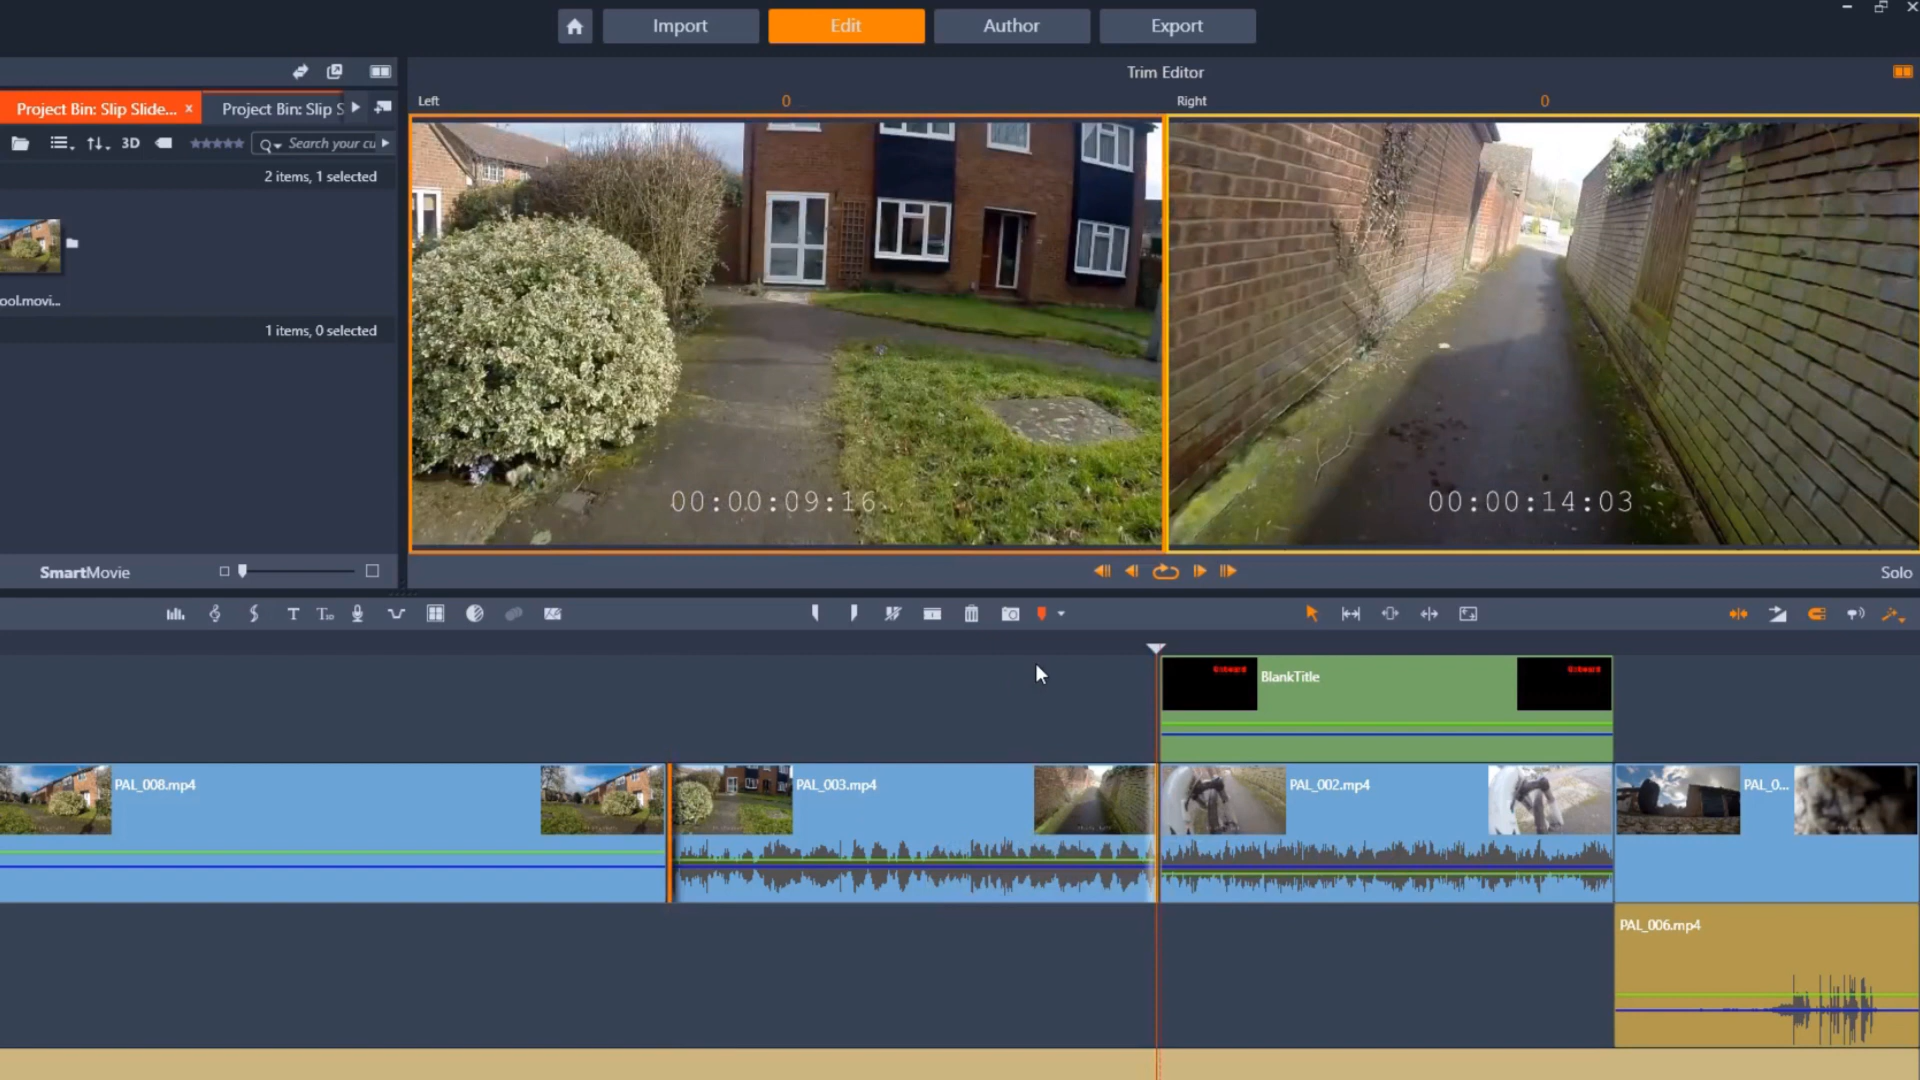 Import
Edit
Author
Export
Trim Editor
Left
0
Right
0
Project Bin: Slip Slide... x
Project Bin: Slip S
3D
Search your cu
2 items, 1 selected
ool.movi...
1 items, 0 selected
00:00:09:16
00:00:14:03
SmartMovie
Solo
BlankTitle
PAL_008.mp4
PAL_003.mp4
PAL_002.mp4
PAL_0...
PAL_006.mp4